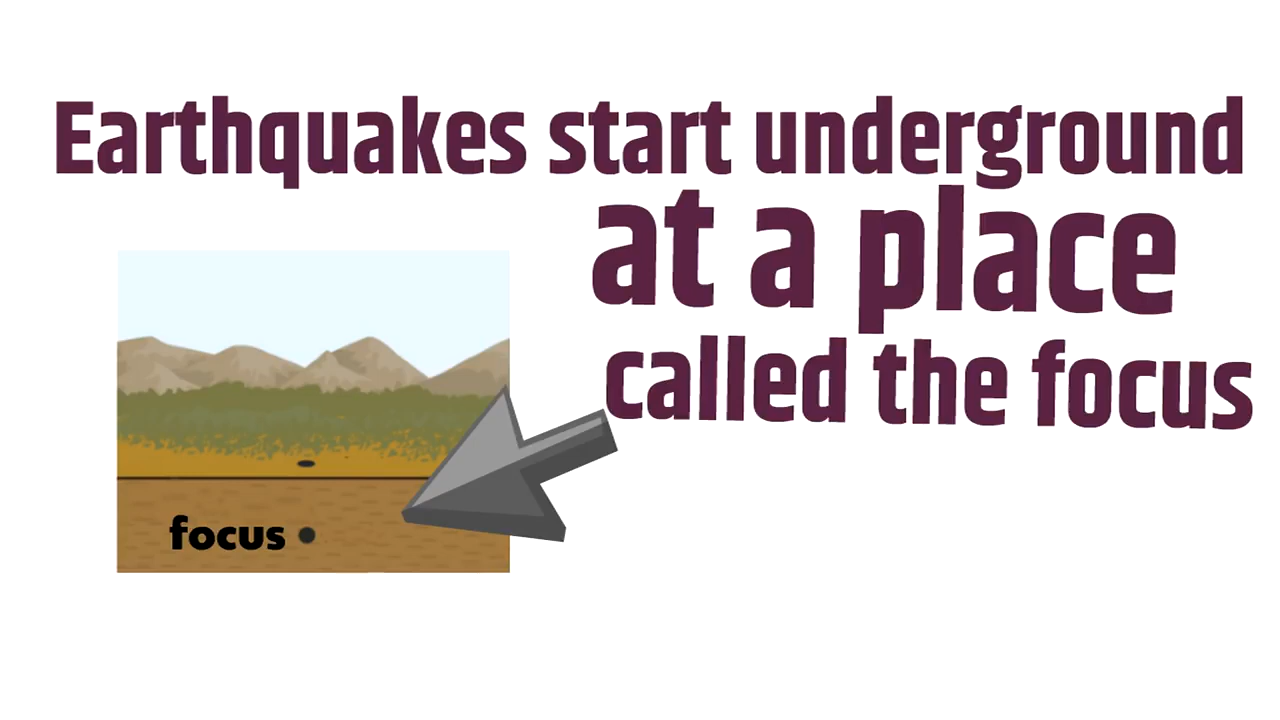 Earthquakes start underground
at a place
called the focus
focus